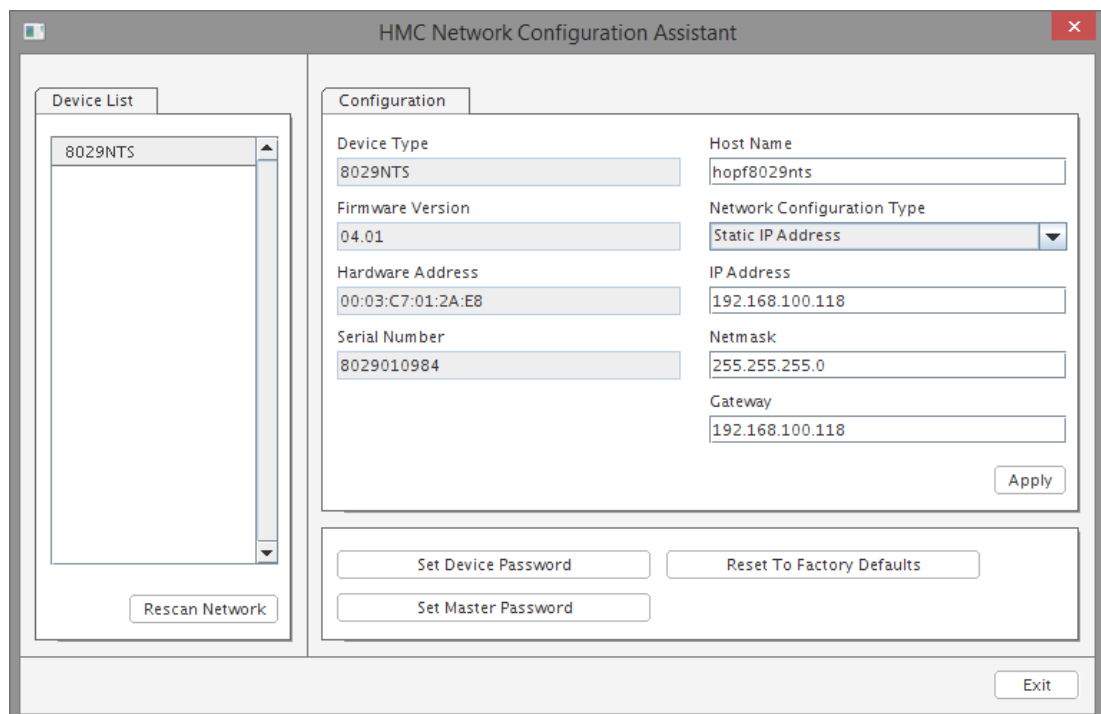 HMC Network Configuration Assistant
Device List
8029NTS
Rescan Network
Configuration
Device Type
8029NTS
Firmware Version
04.01
Hardware Address
00:03:C7:01:2A:E8
Serial Number
8029010984
Host Name
hopf8029nts
Network Configuration Type
Static IP Address
IP Address
192.168.100.118
Netmask
255.255.255.0
Gateway
192.168.100.118
Apply
Set Device Password
Reset To Factory Defaults
Set Master Password
Exit